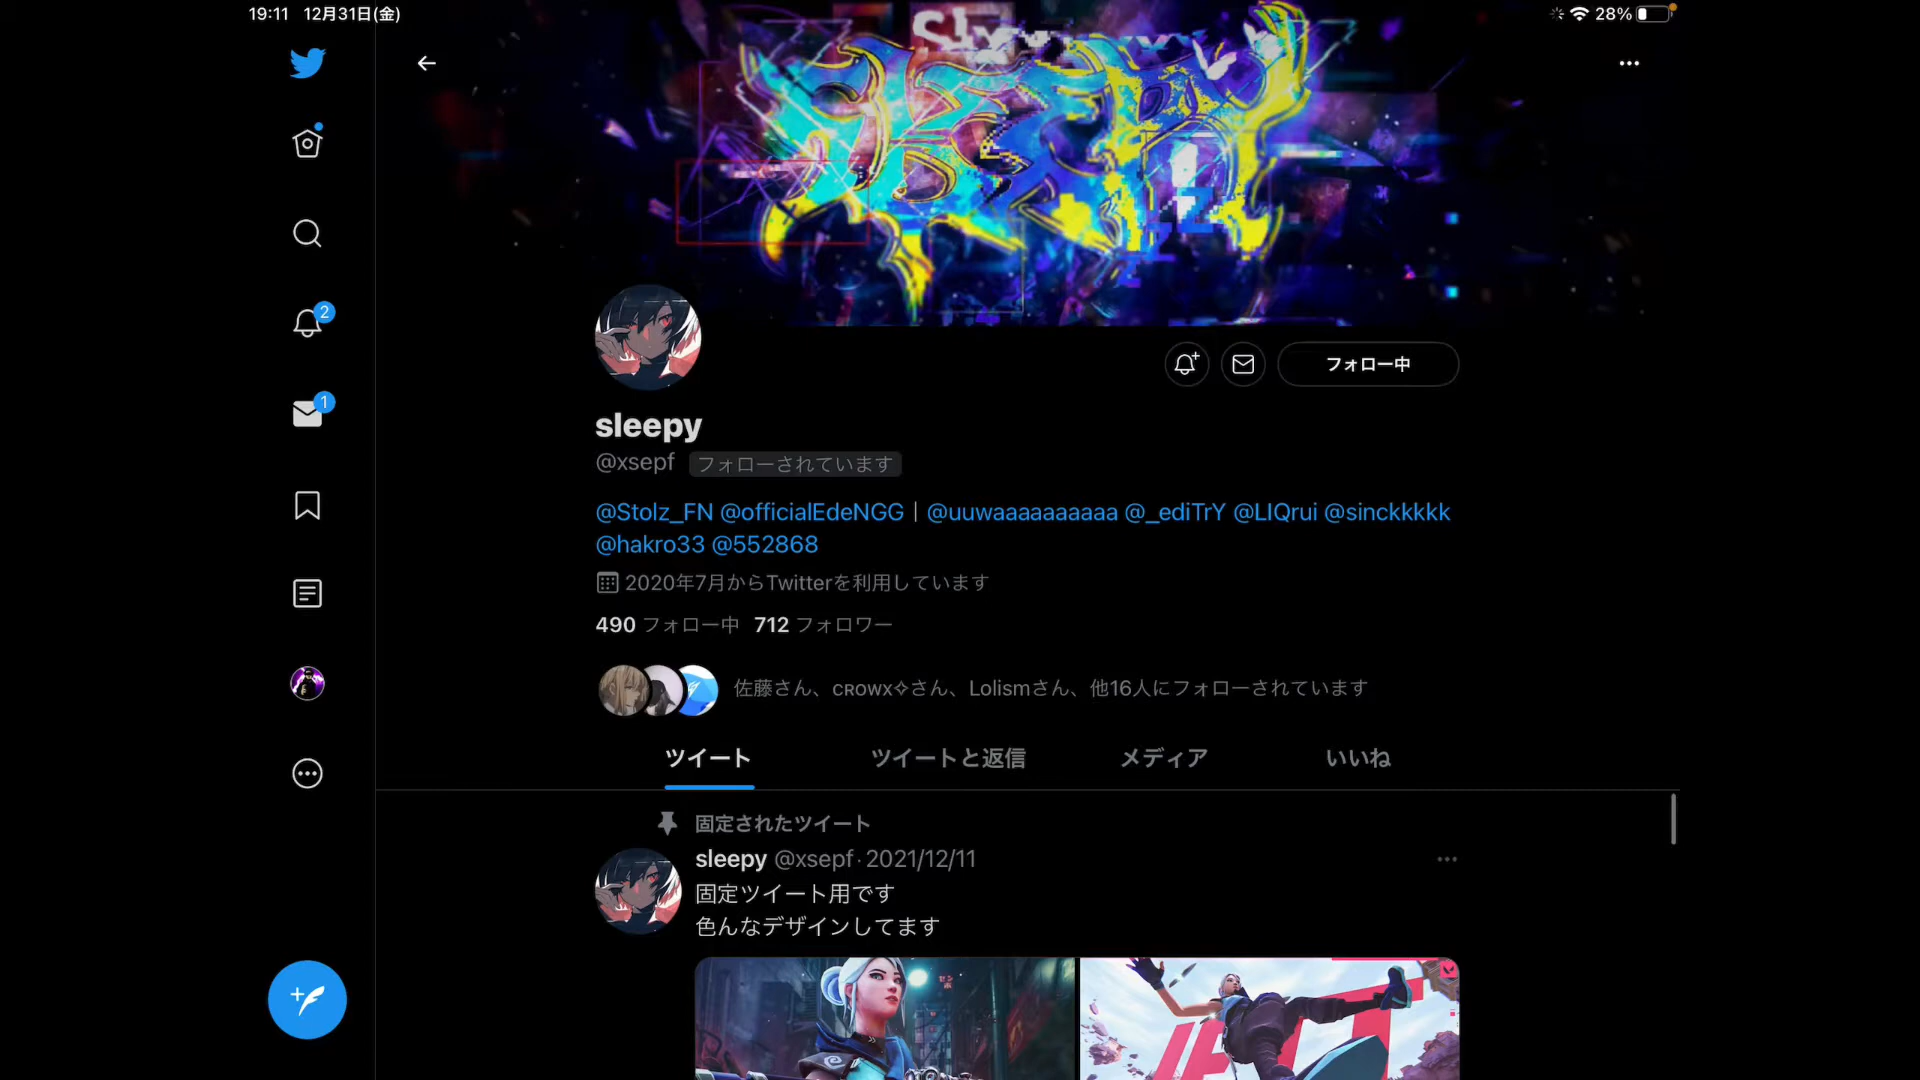 19:11 12月31日(金)
28%
2
1
フォロー中
sleepy
@xsepf フォローされています
@Stolz_FN @officialEdeNGG | @uuwaaaaaaaaaa @_ediTrY @LIQrui @sinckkkkk
@hakro33 @552868
2020年7月からTwitterを利用しています
490 フォロー中 712 フォロワー
佐藤さん、ᴄʀᴏᴡx✧さん、Lolismさん、他16人にフォローされています
ツイート ツイートと返信 メディア いいね
固定されたツイート
sleepy @xsepf · 2021/12/11
固定ツイート用です
色んなデザインしてます